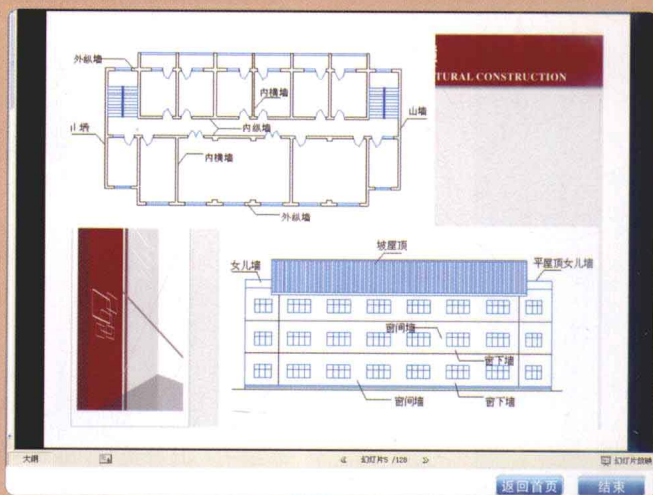 外纵墙
TURAL CONSTRUCTION
内横墙
山墙
内纵墙
山墙
内横墙
外纵墙
坡屋顶
女儿墙
平屋顶女儿墙
窗间墙
窗下墙
窗间墙
窗下墙
大纲
幻灯片5 /128
幻灯片放映
返回首页
结束